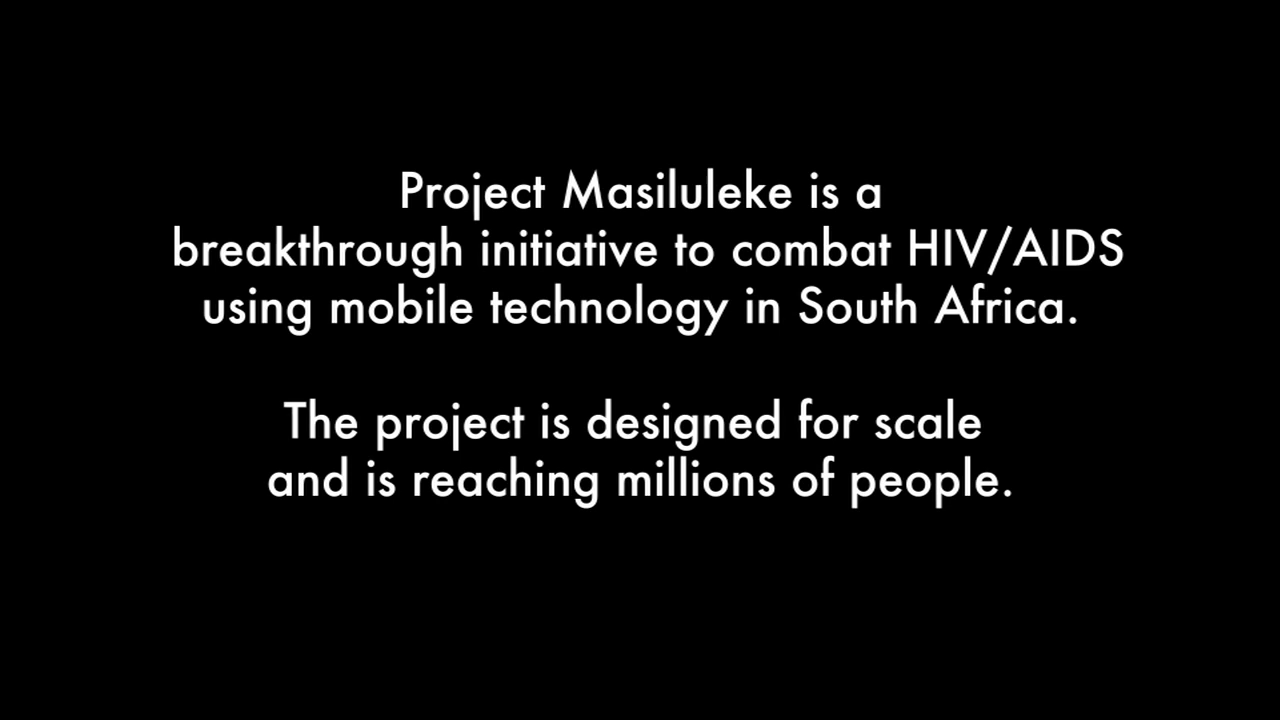 Project Masiluleke is a
breakthrough initiative to combat HIV/AIDS
using mobile technology in South Africa.
The project is designed for scale
and is reaching millions of people.